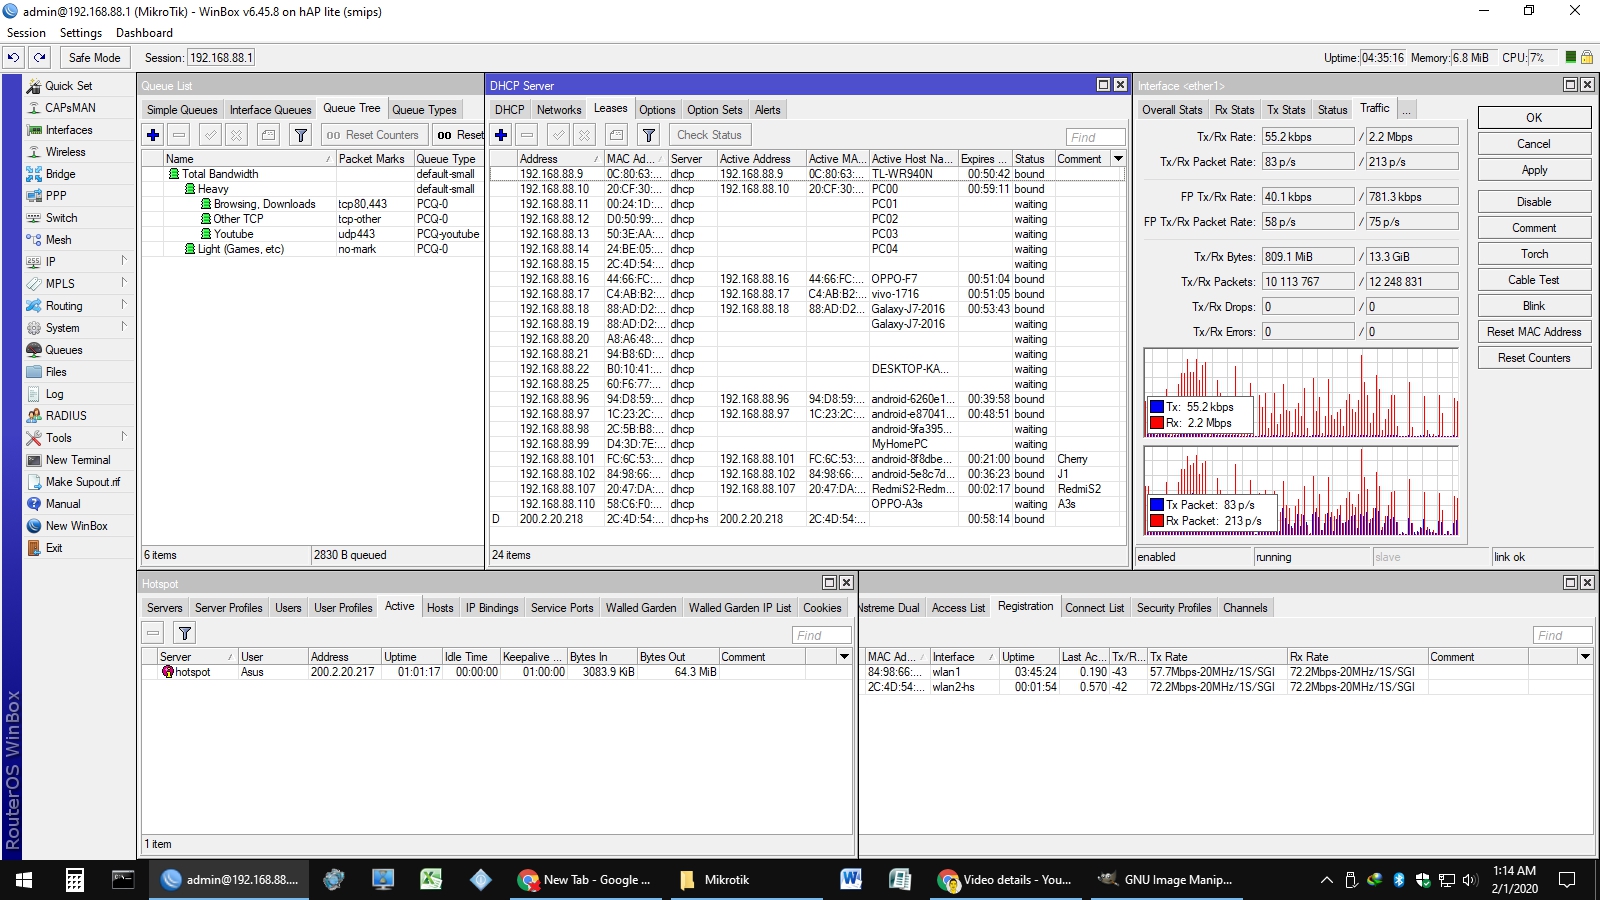 admin@192.168.88.1 (MikroTik) - WinBox v6.45.8 on hAP lite (smips)
Session Settings Dashboard
Safe Mode Session: 192.168.88.1 Uptime: 04:35:16 Memory: 6.8 MiB CPU: 7%
RouterOS WinBox
Quick Set
CAPsMAN
Interfaces
Wireless
Bridge
PPP
Switch
Mesh
IP
MPLS
Routing
System
Queues
Files
Log
RADIUS
Tools
New Terminal
Make Supout.rif
Manual
New WinBox
Exit
Queue List
Simple Queues Interface Queues Queue Tree Queue Types
Reset Counters Reset
Name Packet Marks Queue Type
Total Bandwidth default-small
Heavy default-small
Browsing, Downloads tcp80,443 PCQ-0
Other TCP tcp-other PCQ-0
Youtube udp443 PCQ-youtube
Light (Games, etc) no-mark PCQ-0
6 items 2830 B queued
DHCP Server
DHCP Networks Leases Options Option Sets Alerts
Check Status Find
Address MAC Ad... Server Active Address Active MA... Active Host Na... Expires ... Status Comment
192.168.88.9 0C:80:63:... dhcp 192.168.88.9 0C:80:63:... TL-WR940N 00:50:42 bound
192.168.88.10 20:CF:30:... dhcp 192.168.88.10 20:CF:30:... PC00 00:59:11 bound
192.168.88.11 00:24:1D:... dhcp PC01 waiting
192.168.88.12 D0:50:99:... dhcp PC02 waiting
192.168.88.13 50:3E:AA:... dhcp PC03 waiting
192.168.88.14 24:BE:05:... dhcp PC04 waiting
192.168.88.15 2C:4D:54:... dhcp waiting
192.168.88.16 44:66:FC:... dhcp 192.168.88.16 44:66:FC:... OPPO-F7 00:51:04 bound
192.168.88.17 C4:AB:B2:... dhcp 192.168.88.17 C4:AB:B2:... vivo-1716 00:51:05 bound
192.168.88.18 88:AD:D2:... dhcp 192.168.88.18 88:AD:D2... Galaxy-J7-2016 00:53:43 bound
192.168.88.19 88:AD:D2:... dhcp Galaxy-J7-2016 waiting
192.168.88.20 A8:A6:48:... dhcp waiting
192.168.88.21 94:B8:6D:... dhcp waiting
192.168.88.22 B0:10:41:... dhcp DESKTOP-KA... waiting
192.168.88.25 60:F6:77:... dhcp waiting
192.168.88.96 94:D8:59:... dhcp 192.168.88.96 94:D8:59:... android-6260e1... 00:39:58 bound
192.168.88.97 1C:23:2C:... dhcp 192.168.88.97 1C:23:2C:... android-e87041... 00:48:51 bound
192.168.88.98 2C:5B:B8:... dhcp android-9fa395... waiting
192.168.88.99 D4:3D:7E:... dhcp MyHomePC waiting
192.168.88.101 FC:6C:53:... dhcp 192.168.88.101 FC:6C:53:... android-8f8dbe... 00:21:00 bound Cherry
192.168.88.102 84:98:66:... dhcp 192.168.88.102 84:98:66:... android-5e8c7d... 00:36:23 bound J1
192.168.88.107 20:47:DA:... dhcp 192.168.88.107 20:47:DA:... RedmiS2-Redm... 00:02:17 bound RedmiS2
192.168.88.110 58:C6:F0:... dhcp OPPO-A3s waiting A3s
D 200.2.20.218 2C:4D:54:... dhcp-hs 200.2.20.218 2C:4D:54:... 00:58:14 bound
24 items
Interface <ether1>
Overall Stats Rx Stats Tx Stats Status Traffic ...
Tx/Rx Rate: 55.2 kbps / 2.2 Mbps
Tx/Rx Packet Rate: 83 p/s / 213 p/s
FP Tx/Rx Rate: 40.1 kbps / 781.3 kbps
FP Tx/Rx Packet Rate: 58 p/s / 75 p/s
Tx/Rx Bytes: 809.1 MiB / 13.3 GiB
Tx/Rx Packets: 10 113 767 / 12 248 831
Tx/Rx Drops: 0 / 0
Tx/Rx Errors: 0 / 0
Tx: 55.2 kbps
Rx: 2.2 Mbps
Tx Packet: 83 p/s
Rx Packet: 213 p/s
OK
Cancel
Apply
Disable
Comment
Torch
Cable Test
Blink
Reset MAC Address
Reset Counters
enabled running slave link ok
Hotspot
Servers Server Profiles Users User Profiles Active Hosts IP Bindings Service Ports Walled Garden Walled Garden IP List Cookies
Find
Server User Address Uptime Idle Time Keepalive ... Bytes In Bytes Out Comment
hotspot Asus 200.2.20.217 01:01:17 00:00:00 01:00:00 3083.9 KiB 64.3 MiB
1 item
Nstreme Dual Access List Registration Connect List Security Profiles Channels
Find
MAC Ad... Interface Uptime Last Ac... Tx/R... Tx Rate Rx Rate Comment
84:98:66:... wlan1 03:45:24 0.190 -43 57.7Mbps-20MHz/1S/SGI 72.2Mbps-20MHz/1S/SGI
2C:4D:54:... wlan2-hs 00:01:54 0.570 -42 72.2Mbps-20MHz/1S/SGI 72.2Mbps-20MHz/1S/SGI
admin@192.168.88.... New Tab - Google ... Mikrotik Video details - You... GNU Image Manip...
1:14 AM
2/1/2020